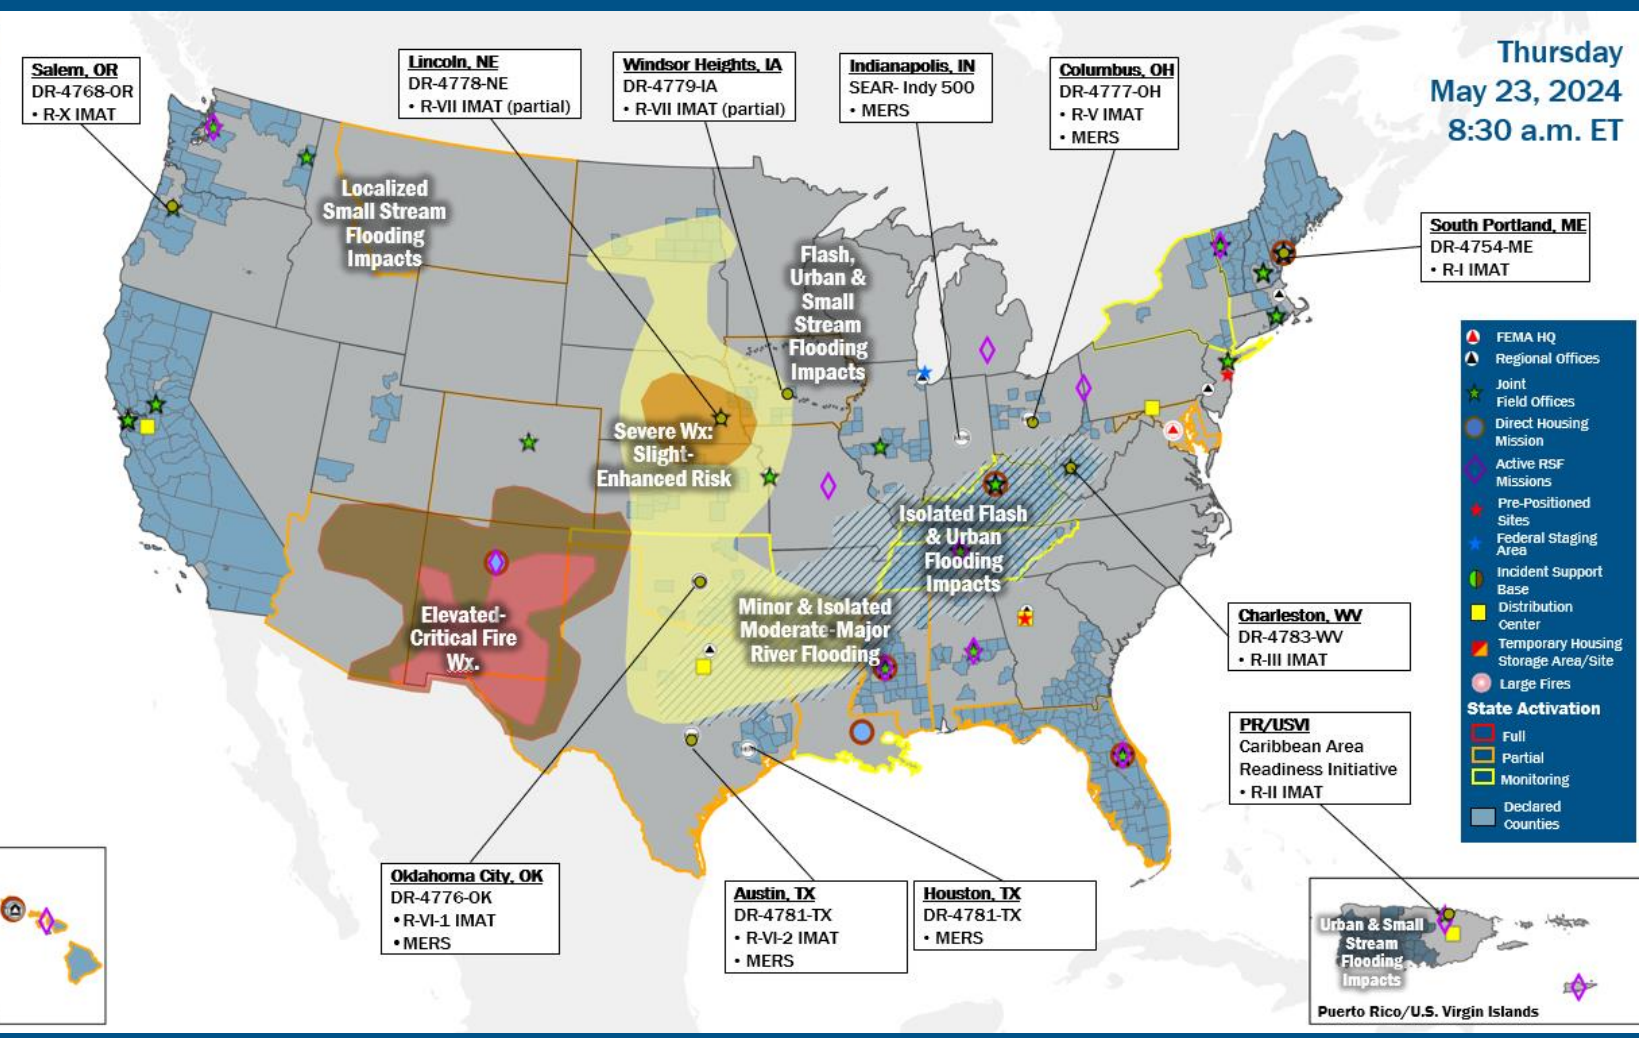 Thursday
May 23, 2024
8:30 a.m. ET
Salem, OR
DR-4768-OR
• R-X IMAT
Lincoln, NE
DR-4778-NE
• R-VII IMAT (partial)
Windsor Heights, IA
DR-4779-IA
• R-VII IMAT (partial)
Indianapolis, IN
SEAR- Indy 500
• MERS
Columbus, OH
DR-4777-OH
• R-V IMAT
• MERS
South Portland, ME
DR-4754-ME
• R-I IMAT
Localized
Small Stream
Flooding
Impacts
Flash,
Urban &
Small
Stream
Flooding
Impacts
Severe Wx:
Slight-
Enhanced Risk
Isolated Flash
& Urban
Flooding
Impacts
Elevated-
Critical Fire
Wx.
Minor & Isolated
Moderate-Major
River Flooding
FEMA HQ
Regional Offices
Joint
Field Offices
Direct Housing
Mission
Active RSF
Missions
Pre-Positioned
Sites
Federal Staging
Area
Incident Support
Base
Distribution
Center
Temporary Housing
Storage Area/Site
Large Fires
State Activation
Full
Partial
Monitoring
Declared
Counties
Charleston, WV
DR-4783-WV
• R-III IMAT
PR/USVI
Caribbean Area
Readiness Initiative
• R-II IMAT
Oklahoma City, OK
DR-4776-OK
• R-VI-1 IMAT
• MERS
Austin, TX
DR-4781-TX
• R-VI-2 IMAT
• MERS
Houston, TX
DR-4781-TX
• MERS
Urban & Small
Stream
Flooding
Impacts
Puerto Rico/U.S. Virgin Islands